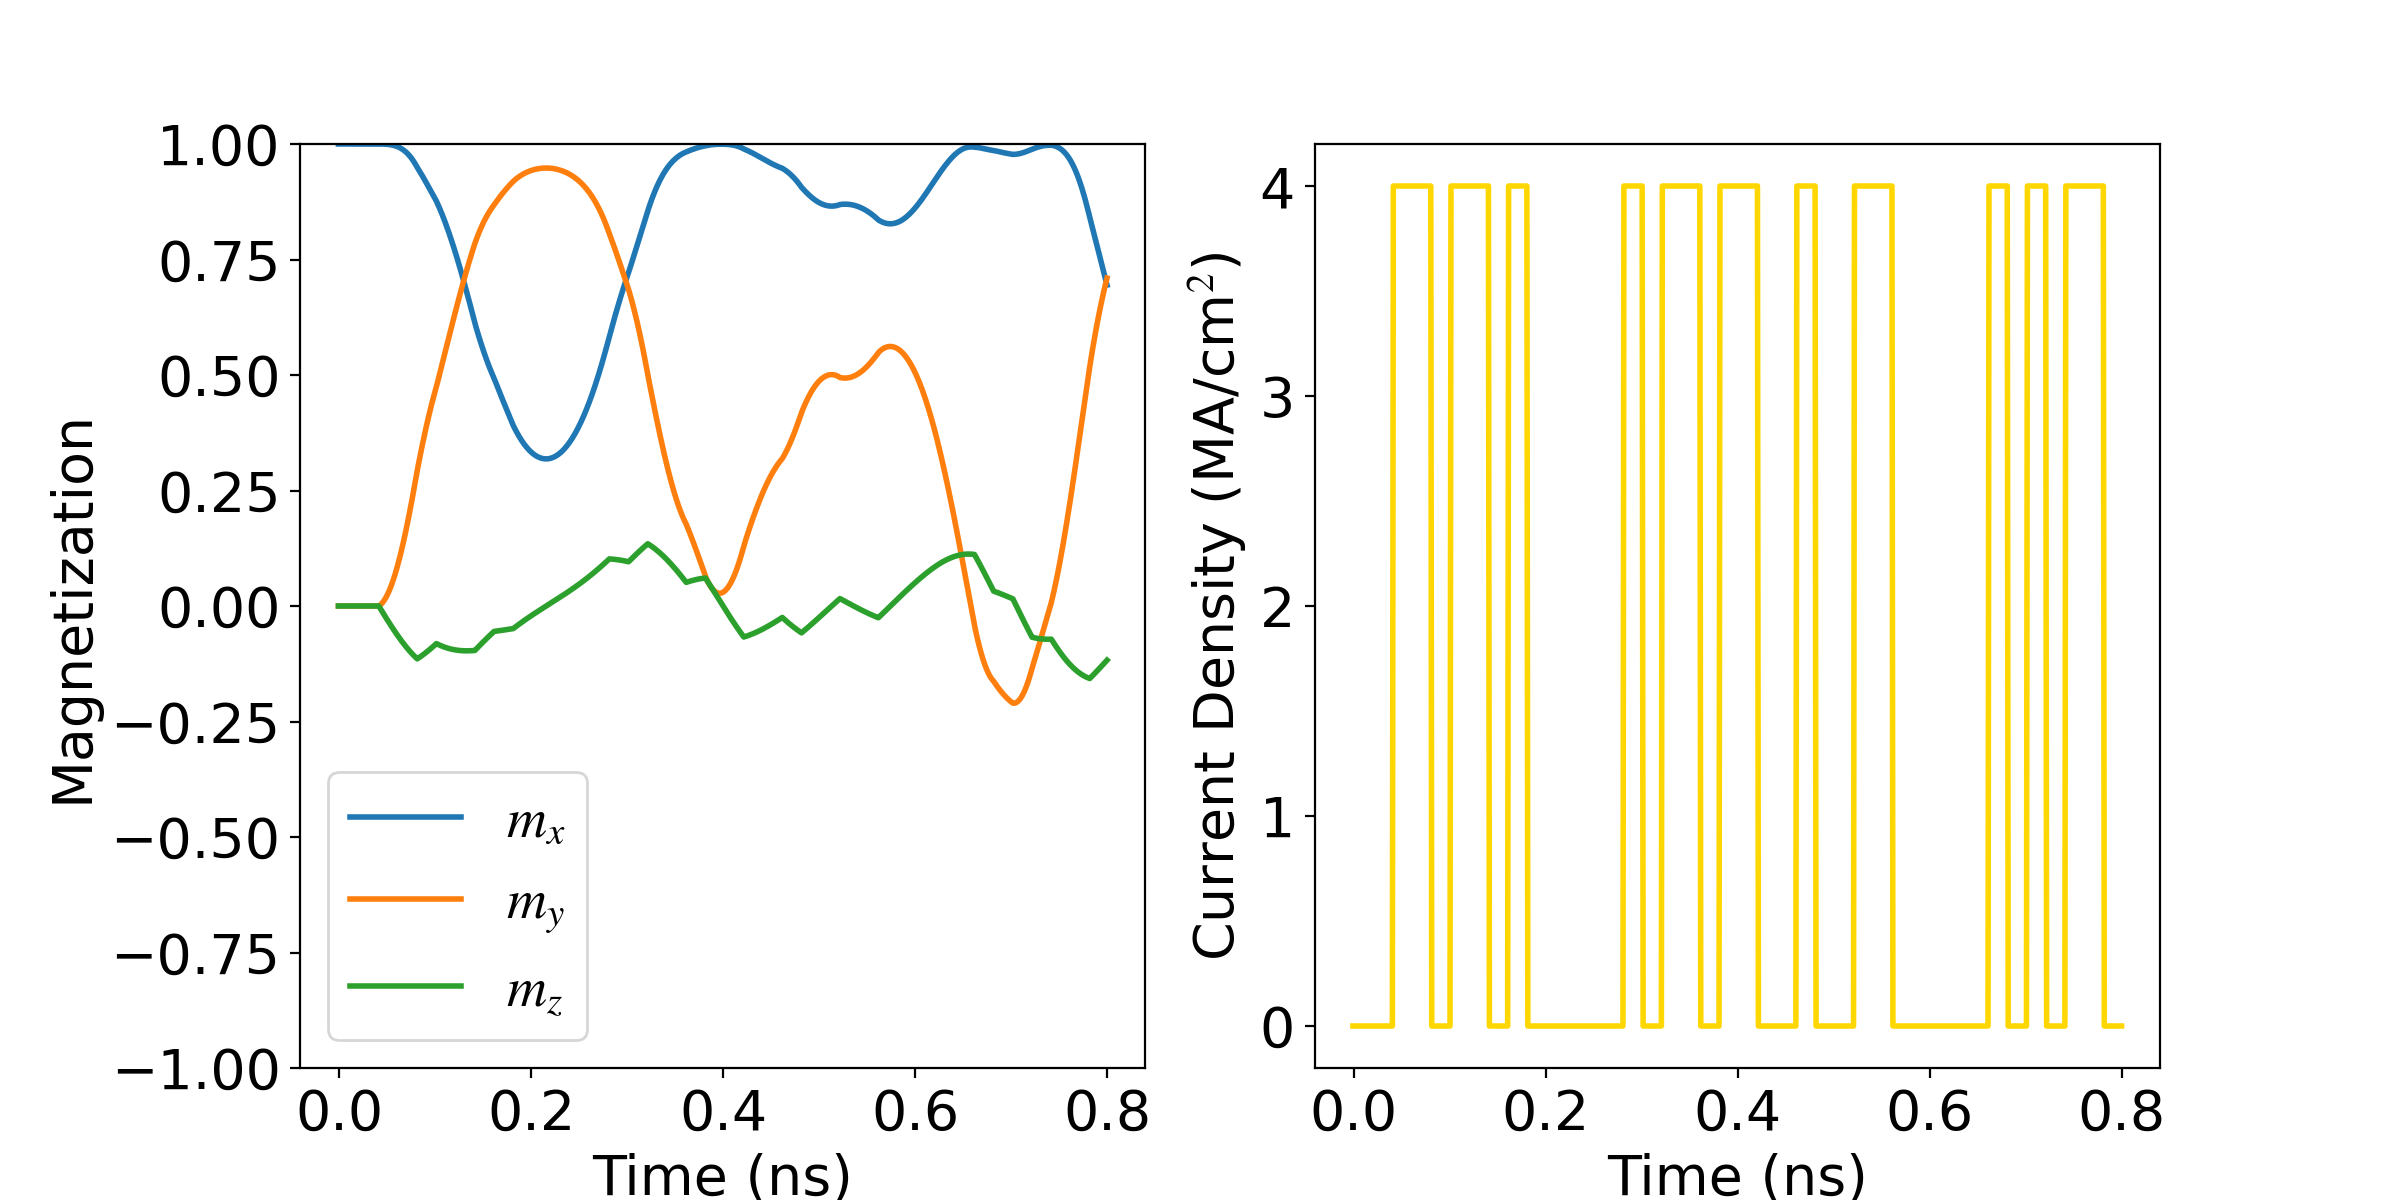 Magnetization
1.00
0.75
0.50
0.25
0.00
−0.25
−0.50
−0.75
−1.00
0.0 0.2 0.4 0.6 0.8
Time (ns)
m_x
m_y
m_z
Current Density (MA/cm²)
4
3
2
1
0
0.0 0.2 0.4 0.6 0.8
Time (ns)